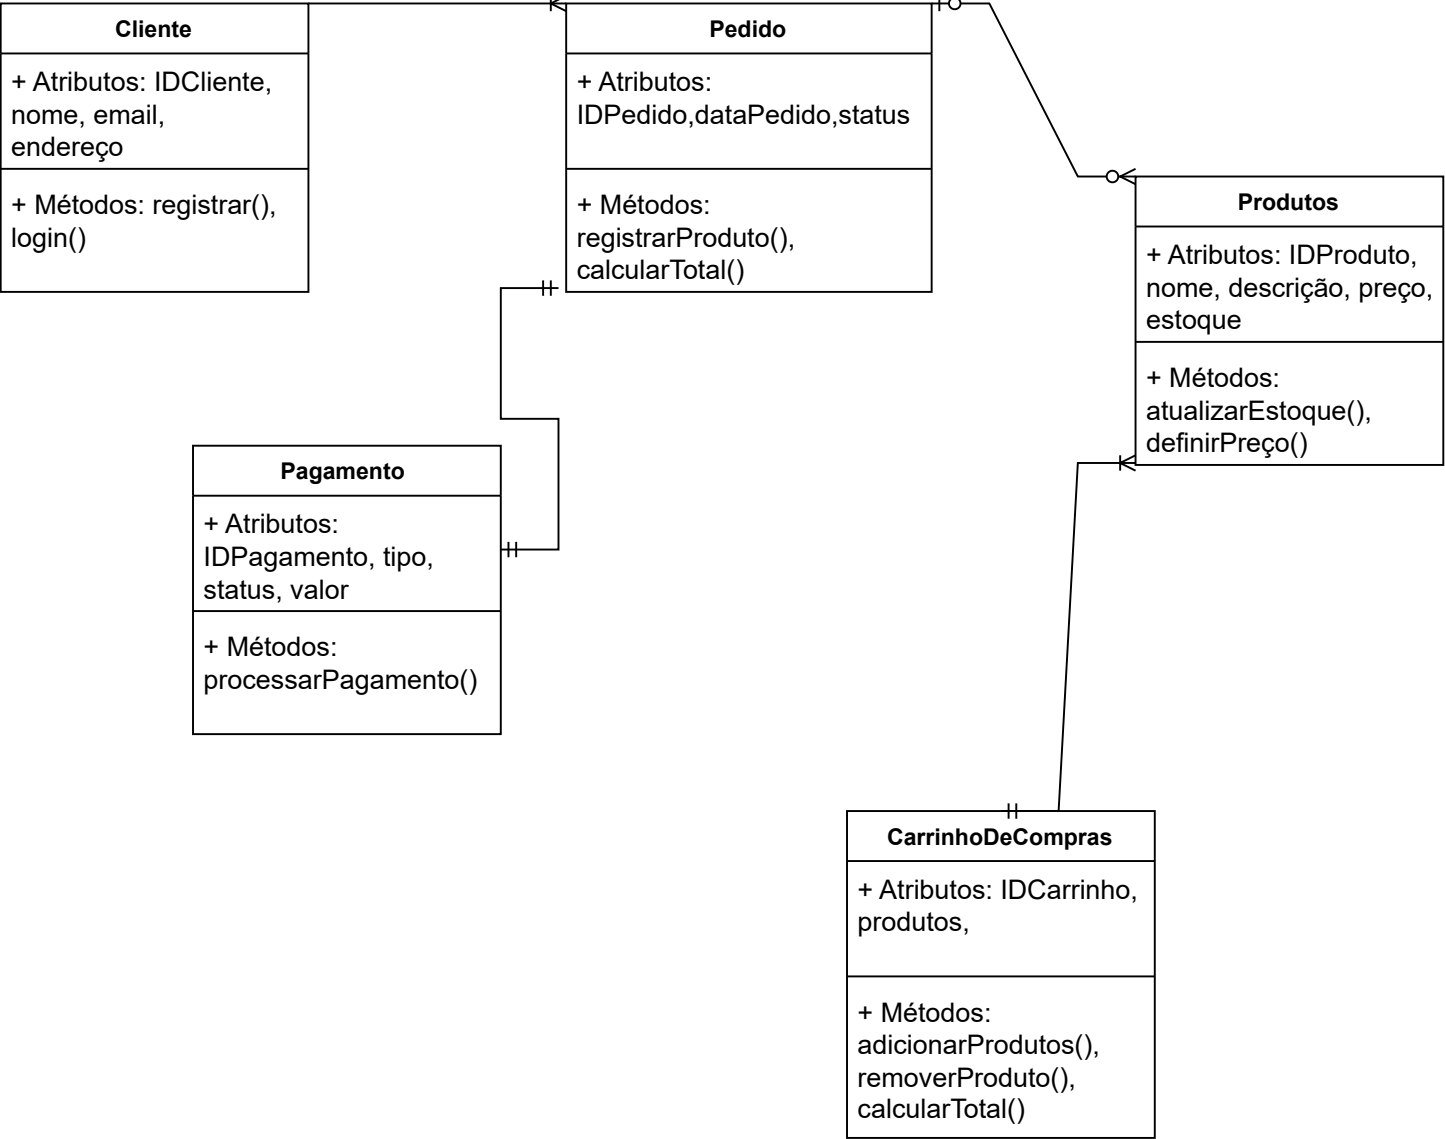 Cliente
+ Atributos: IDCliente,
nome, email,
endereço
+ Métodos: registrar(),
login()
Pedido
+ Atributos:
IDPedido,dataPedido,status
+ Métodos:
registrarProduto(),
calcularTotal()
Produtos
+ Atributos: IDProduto,
nome, descrição, preço,
estoque
+ Métodos:
atualizarEstoque(),
definirPreço()
Pagamento
+ Atributos:
IDPagamento, tipo,
status, valor
+ Métodos:
processarPagamento()
CarrinhoDeCompras
+ Atributos: IDCarrinho,
produtos,
+ Métodos:
adicionarProdutos(),
removerProduto(),
calcularTotal()